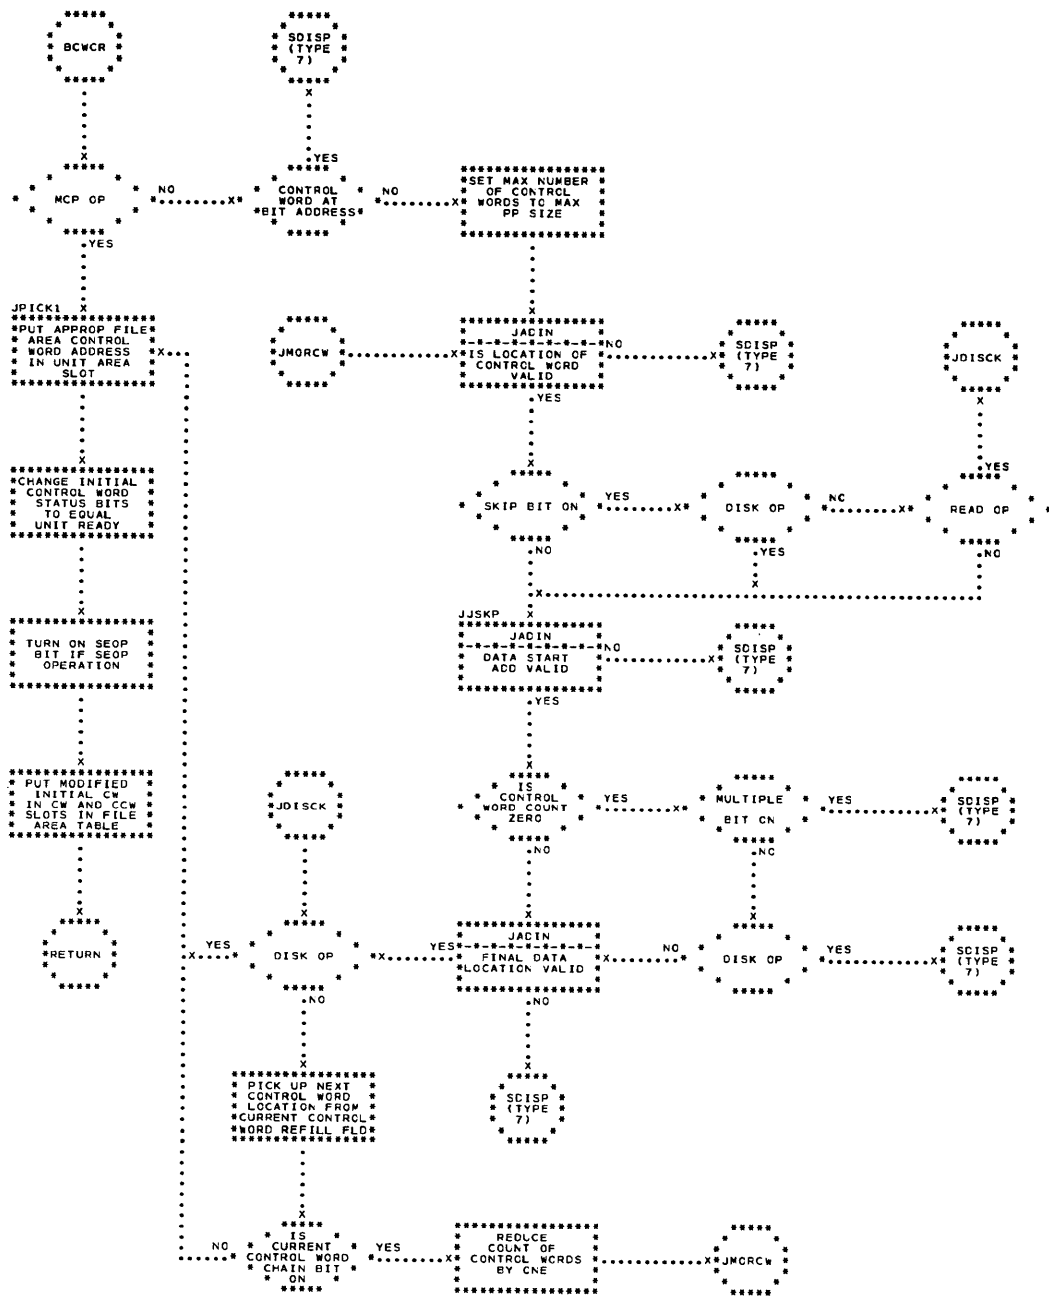 BCWCR
SDISP
(TYPE
7)
YES
MCP OP
NO
CONTROL
WORD AT
BIT ADDRESS
NO
SET MAX NUMBER
OF CONTROL
WORDS TO MAX
PP SIZE
YES
JPICK1
PUT APPROP FILE
AREA CONTROL
WORD ADDRESS
IN UNIT AREA
SLOT
JMORCW
JADIN
IS LOCATION OF
CONTROL WORD
VALID
NO
SDISP
(TYPE
7)
JDISCK
YES
YES
CHANGE INITIAL
CONTROL WORD
STATUS BITS
TO EQUAL
UNIT READY
SKIP BIT ON
YES
DISK OP
NC
READ OP
NO
YES
NO
JJSKP
TURN ON SEOP
BIT IF SEOP
OPERATION
JADIN
DATA START
ADD VALID
NO
SDISP
(TYPE
7)
YES
PUT MODIFIED
INITIAL CW
IN CW AND CCW
SLOTS IN FILE
AREA TABLE
JDISCK
IS
CONTROL
WORD COUNT
ZERO
YES
MULTIPLE
BIT CN
YES
SDISP
(TYPE
7)
NO
NC
RETURN
YES
DISK OP
YES
JADIN
FINAL DATA
LOCATION VALID
NO
DISK OP
YES
SDISP
(TYPE
7)
NO
NO
PICK UP NEXT
CONTROL WORD
LOCATION FROM
CURRENT CONTROL
WORD REFILL FLD
SDISP
(TYPE
7)
NO
IS
CURRENT
CONTROL WORD
CHAIN BIT
ON
YES
REDUCE
COUNT OF
CONTROL WORDS
BY CNE
JMORCW